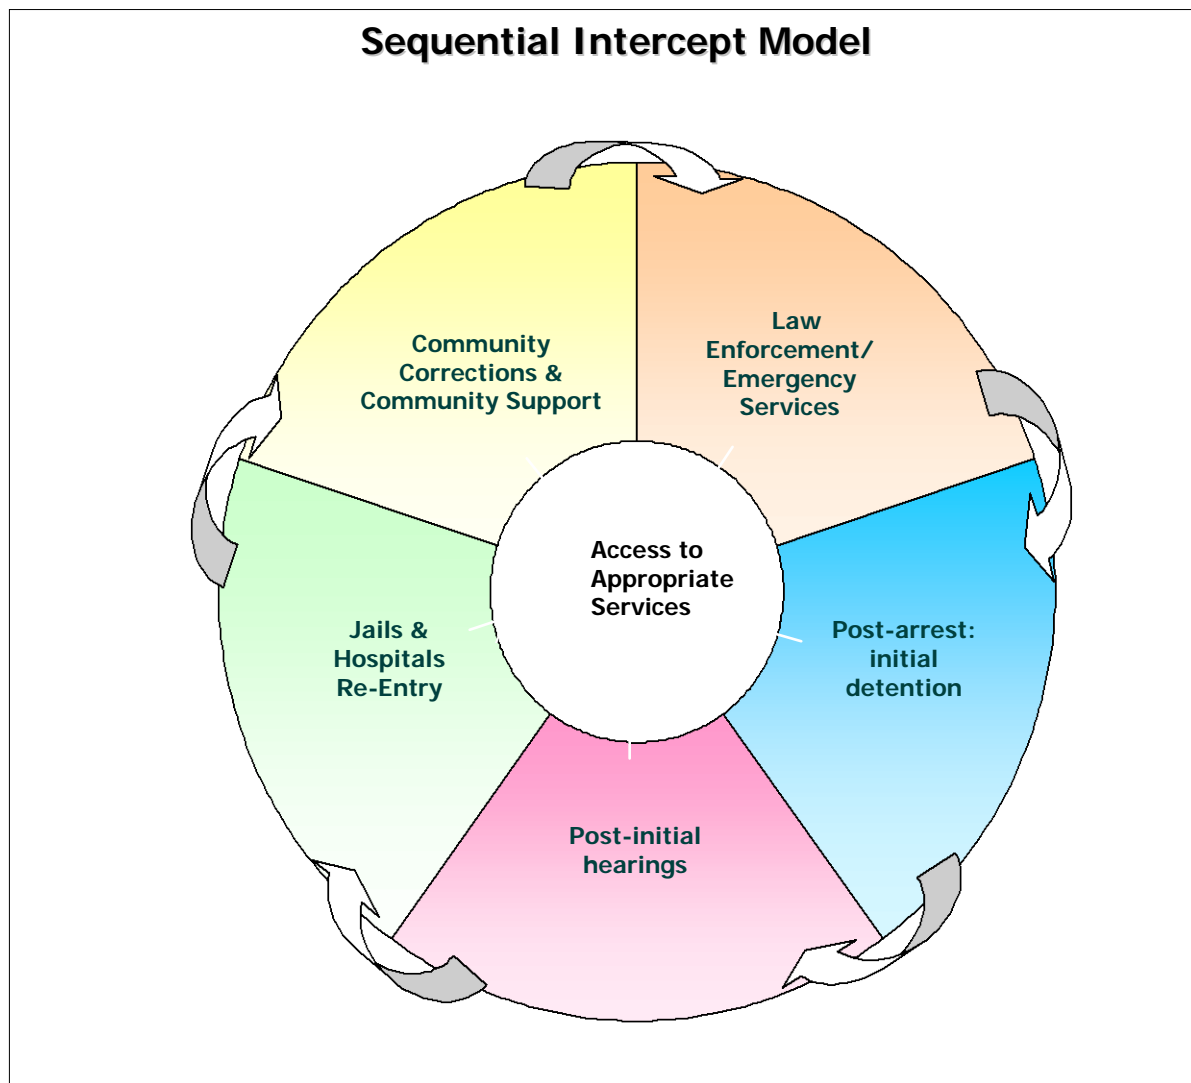 Sequential Intercept Model
Law
Enforcement/
Emergency
Services
Post-arrest:
initial
detention
Post-initial
hearings
Jails &
Hospitals
Re-Entry
Community
Corrections &
Community Support
Access to
Appropriate
Services